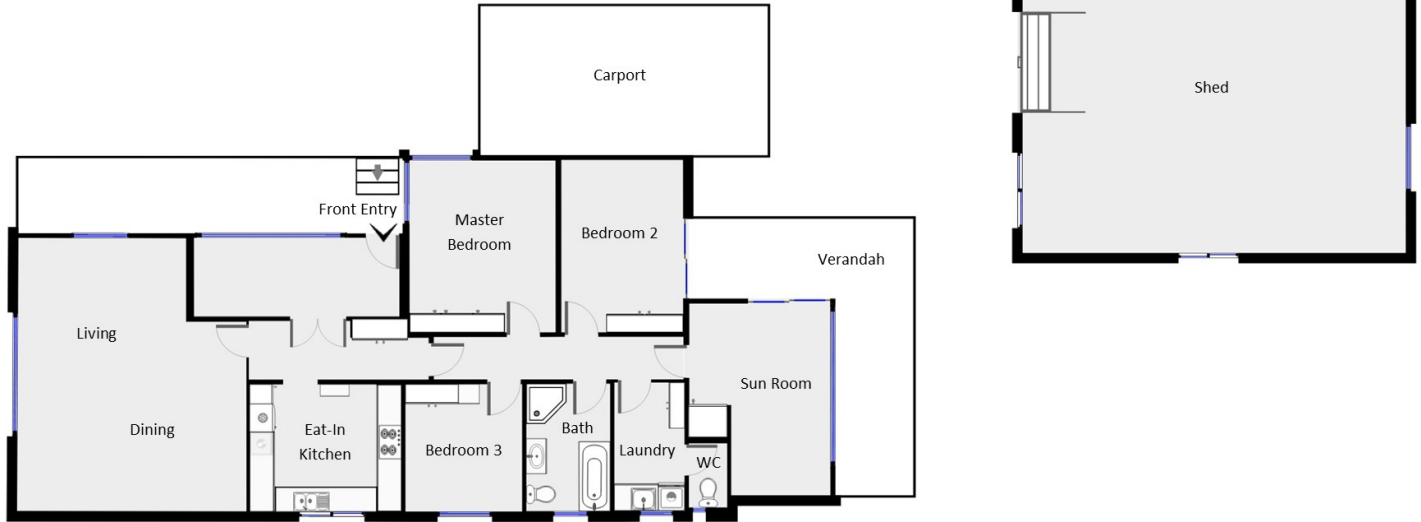 Carport
Shed
Front Entry
Master
Bedroom
Bedroom 2
Verandah
Living
Sun Room
Dining
Eat-In
Kitchen
Bedroom 3
Bath
Laundry
WC